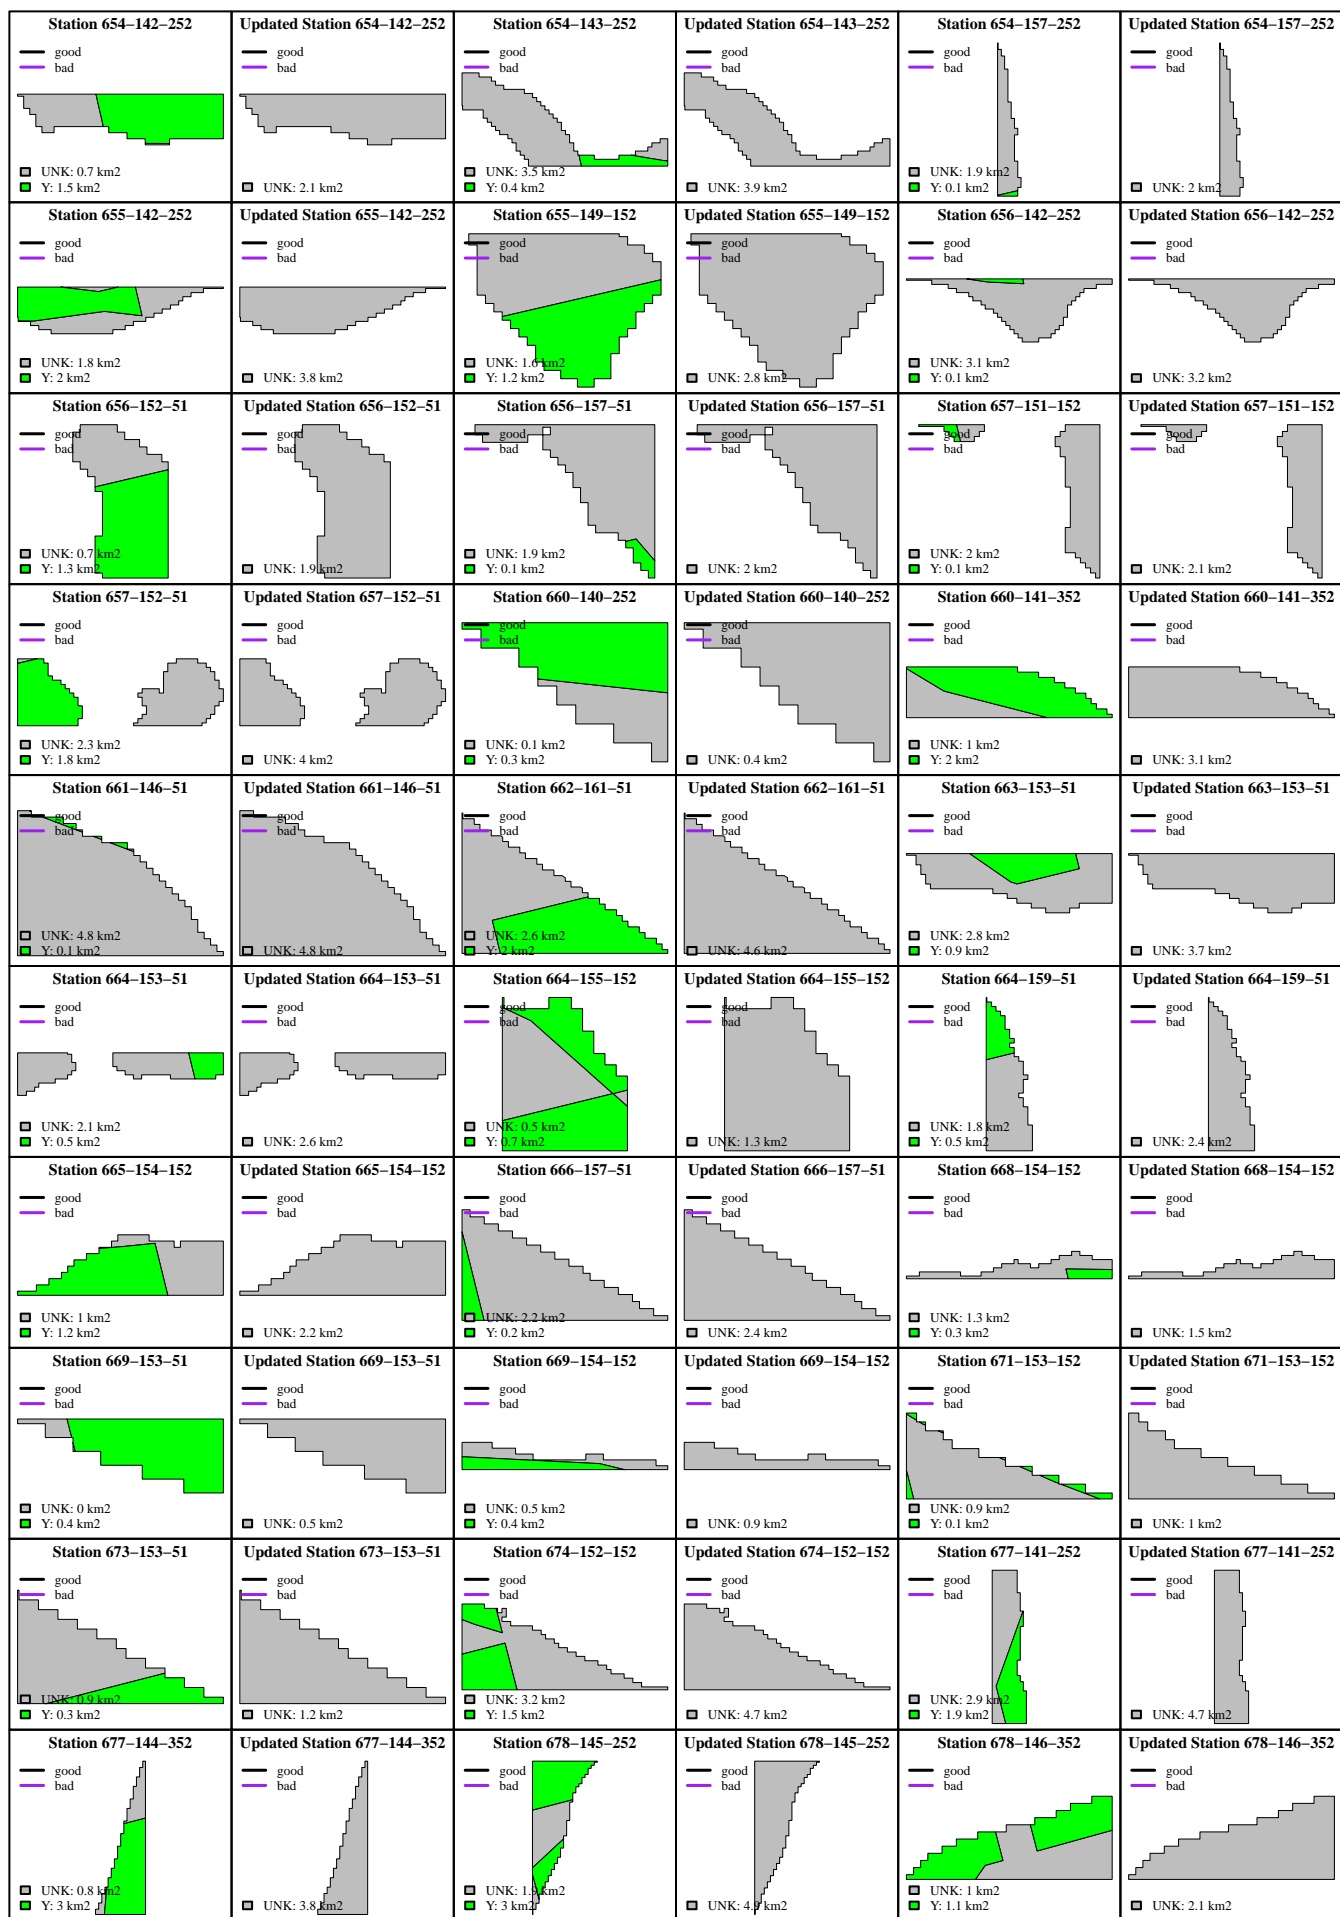 Station 654−142−252
good
bad
UNK: 0.7 km2
Y: 1.5 km2
Updated Station 654−142−252
good
bad
UNK: 2.1 km2
Station 654−143−252
good
bad
UNK: 3.5 km2
Y: 0.4 km2
Updated Station 654−143−252
good
bad
UNK: 3.9 km2
Station 654−157−252
good
bad
UNK: 1.9 km2
Y: 0.1 km2
Updated Station 654−157−252
good
bad
UNK: 2 km2
Station 655−142−252
good
bad
UNK: 1.8 km2
Y: 2 km2
Updated Station 655−142−252
good
bad
UNK: 3.8 km2
Station 655−149−152
good
bad
UNK: 1.6 km2
Y: 1.2 km2
Updated Station 655−149−152
good
bad
UNK: 2.8 km2
Station 656−142−252
good
bad
UNK: 3.1 km2
Y: 0.1 km2
Updated Station 656−142−252
good
bad
UNK: 3.2 km2
Station 656−152−51
good
bad
UNK: 0.7 km2
Y: 1.3 km2
Updated Station 656−152−51
good
bad
UNK: 1.9 km2
Station 656−157−51
good
bad
UNK: 1.9 km2
Y: 0.1 km2
Updated Station 656−157−51
good
bad
UNK: 2 km2
Station 657−151−152
good
bad
UNK: 2 km2
Y: 0.1 km2
Updated Station 657−151−152
good
bad
UNK: 2.1 km2
Station 657−152−51
good
bad
UNK: 2.3 km2
Y: 1.8 km2
Updated Station 657−152−51
good
bad
UNK: 4 km2
Station 660−140−252
good
bad
UNK: 0.1 km2
Y: 0.3 km2
Updated Station 660−140−252
good
bad
UNK: 0.4 km2
Station 660−141−352
good
bad
UNK: 1 km2
Y: 2 km2
Updated Station 660−141−352
good
bad
UNK: 3.1 km2
Station 661−146−51
good
bad
UNK: 4.8 km2
Y: 0.1 km2
Updated Station 661−146−51
good
bad
UNK: 4.8 km2
Station 662−161−51
good
bad
UNK: 2.6 km2
Y: 2 km2
Updated Station 662−161−51
good
bad
UNK: 4.6 km2
Station 663−153−51
good
bad
UNK: 2.8 km2
Y: 0.9 km2
Updated Station 663−153−51
good
bad
UNK: 3.7 km2
Station 664−153−51
good
bad
UNK: 2.1 km2
Y: 0.5 km2
Updated Station 664−153−51
good
bad
UNK: 2.6 km2
Station 664−155−152
good
bad
UNK: 0.5 km2
Y: 0.7 km2
Updated Station 664−155−152
good
bad
UNK: 1.3 km2
Station 664−159−51
good
bad
UNK: 1.8 km2
Y: 0.5 km2
Updated Station 664−159−51
good
bad
UNK: 2.4 km2
Station 665−154−152
good
bad
UNK: 1 km2
Y: 1.2 km2
Updated Station 665−154−152
good
bad
UNK: 2.2 km2
Station 666−157−51
good
bad
UNK: 2.2 km2
Y: 0.2 km2
Updated Station 666−157−51
good
bad
UNK: 2.4 km2
Station 668−154−152
good
bad
UNK: 1.3 km2
Y: 0.3 km2
Updated Station 668−154−152
good
bad
UNK: 1.5 km2
Station 669−153−51
good
bad
UNK: 0 km2
Y: 0.4 km2
Updated Station 669−153−51
good
bad
UNK: 0.5 km2
Station 669−154−152
good
bad
UNK: 0.5 km2
Y: 0.4 km2
Updated Station 669−154−152
good
bad
UNK: 0.9 km2
Station 671−153−152
good
bad
UNK: 0.9 km2
Y: 0.1 km2
Updated Station 671−153−152
good
bad
UNK: 1 km2
Station 673−153−51
good
bad
UNK: 0.9 km2
Y: 0.3 km2
Updated Station 673−153−51
good
bad
UNK: 1.2 km2
Station 674−152−152
good
bad
UNK: 3.2 km2
Y: 1.5 km2
Updated Station 674−152−152
good
bad
UNK: 4.7 km2
Station 677−141−252
good
bad
UNK: 2.9 km2
Y: 1.9 km2
Updated Station 677−141−252
good
bad
UNK: 4.7 km2
Station 677−144−352
good
bad
UNK: 0.8 km2
Y: 3 km2
Updated Station 677−144−352
good
bad
UNK: 3.8 km2
Station 678−145−252
good
bad
UNK: 1.9 km2
Y: 3 km2
Updated Station 678−145−252
good
bad
UNK: 4.9 km2
Station 678−146−352
good
bad
UNK: 1 km2
Y: 1.1 km2
Updated Station 678−146−352
good
bad
UNK: 2.1 km2